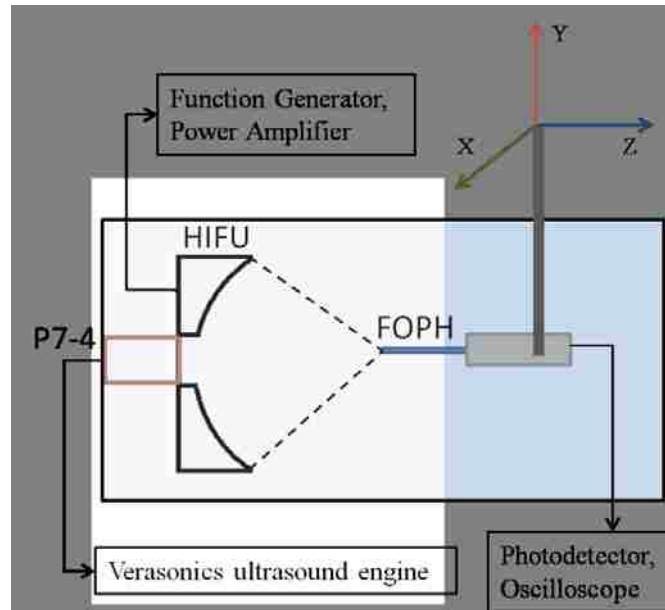 Y
Function Generator,
Power Amplifier
X
Z
HIFU
P7-4
FOPH
Verasonics ultrasound engine
Photodetector,
Oscilloscope